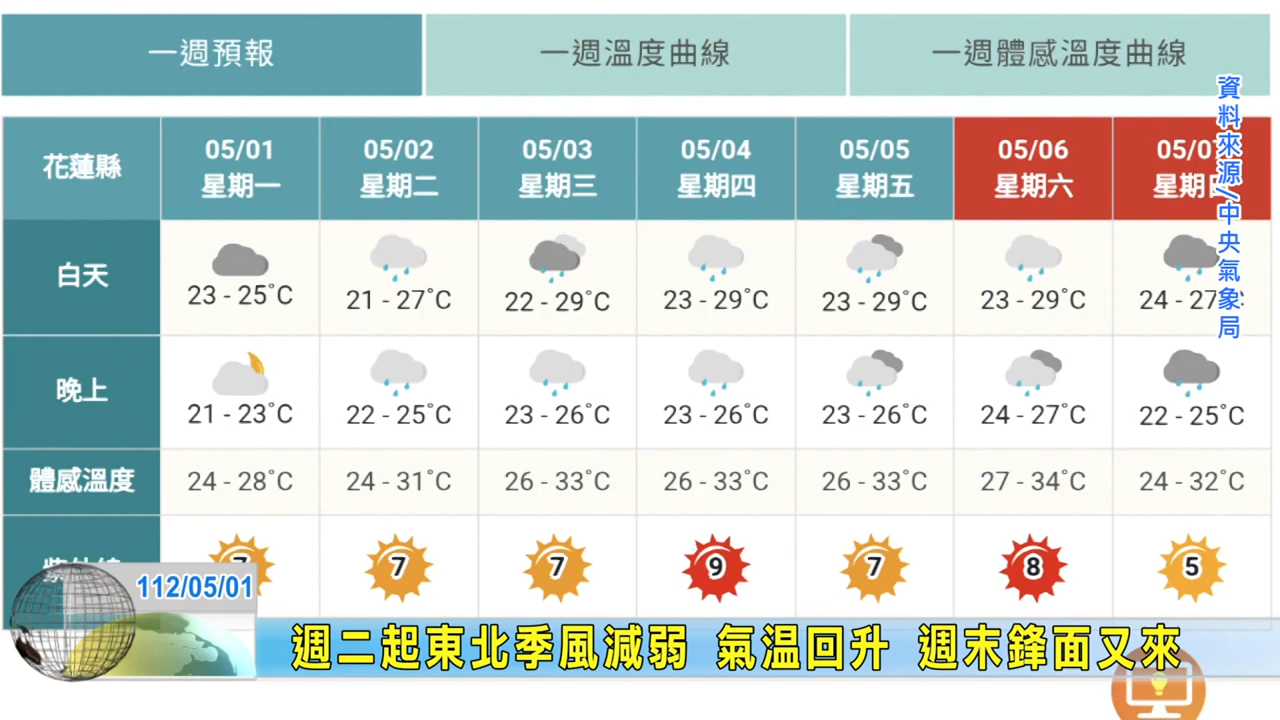 一週預報
一週溫度曲線
一週體感溫度曲線
資料來源/中央氣象局
花蓮縣
05/01
星期一
05/02
星期二
05/03
星期三
05/04
星期四
05/05
星期五
05/06
星期六
05/0
星期
白天
23 - 25°C
21 - 27°C
22 - 29°C
23 - 29°C
23 - 29°C
23 - 29°C
24 - 27°C
晚上
21 - 23°C
22 - 25°C
23 - 26°C
23 - 26°C
23 - 26°C
24 - 27°C
22 - 25°C
體感溫度
24 - 28°C
24 - 31°C
26 - 33°C
26 - 33°C
26 - 33°C
27 - 34°C
24 - 32°C
7
7
9
7
8
5
112/05/01
週二起東北季風減弱 氣温回升 週末鋒面又來